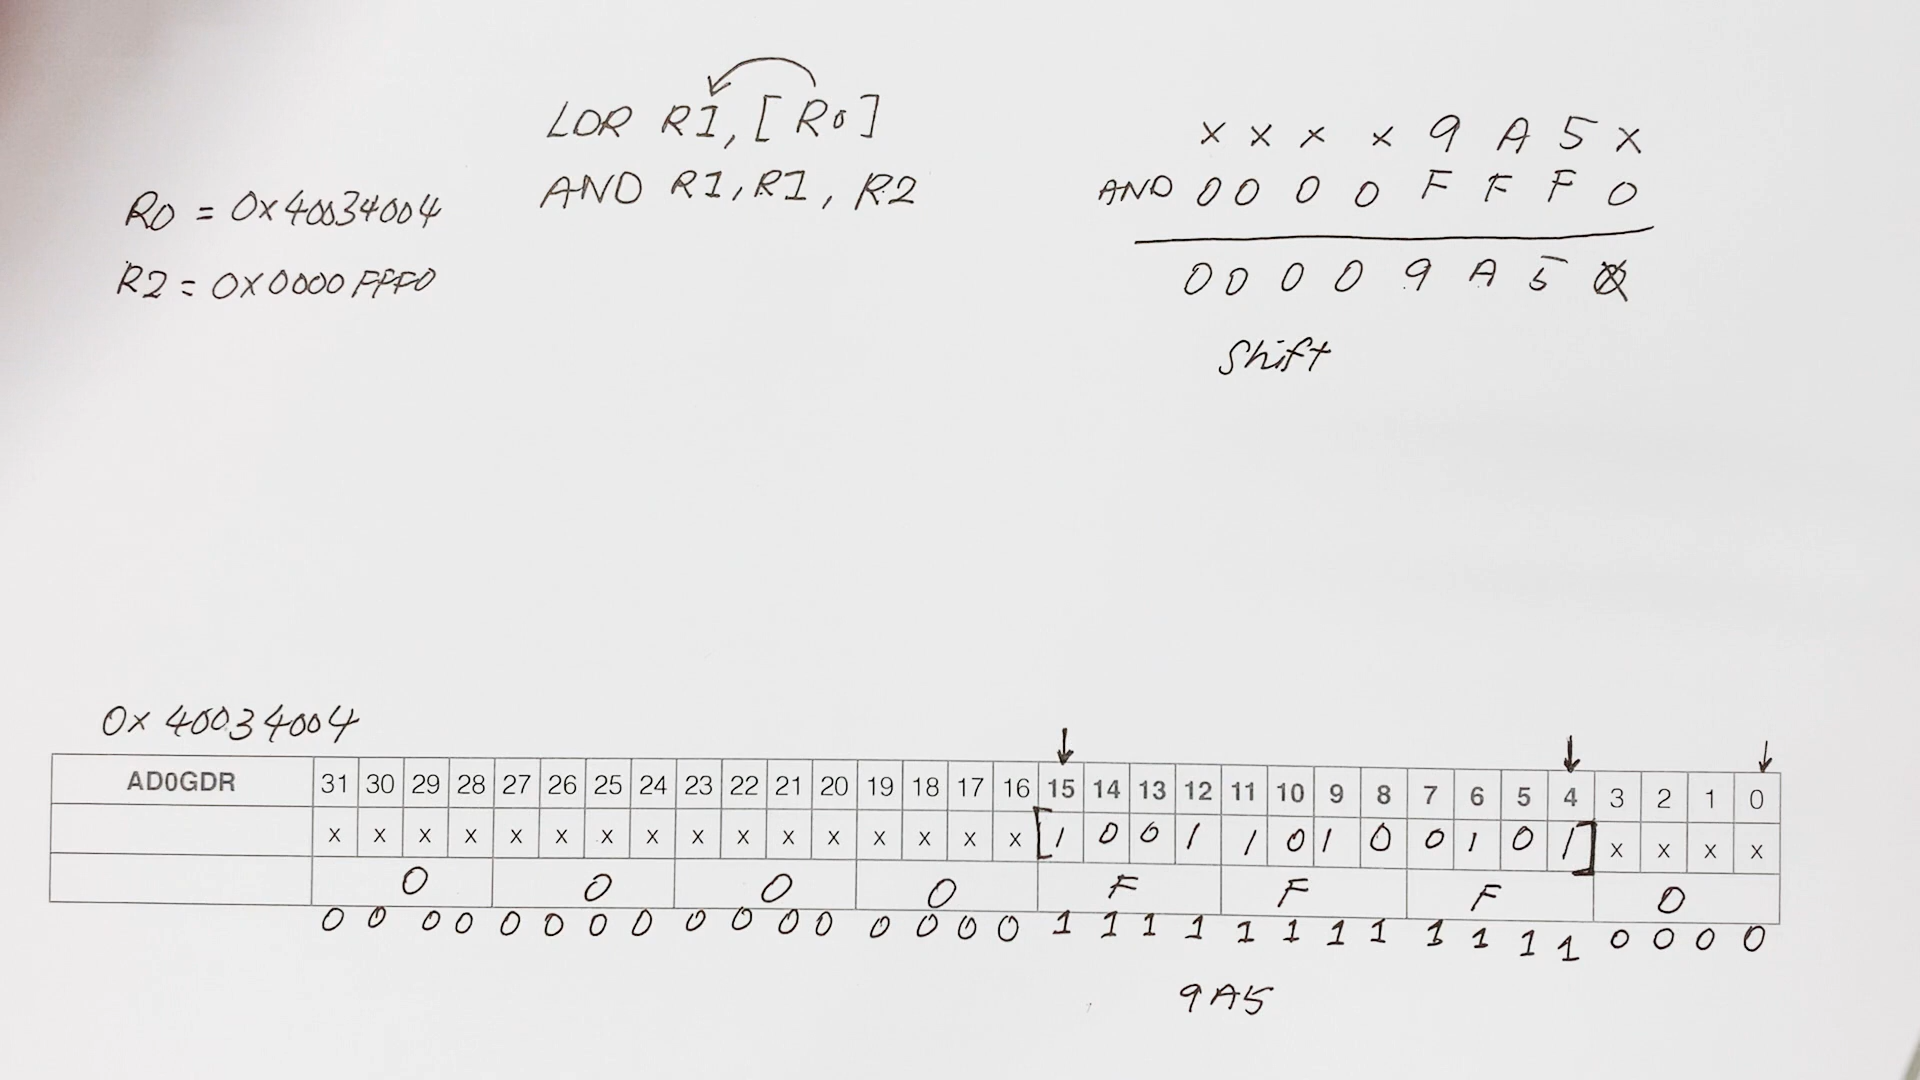 LDR R1, [R0]
AND R1, R1, R2
R0 = 0x40034004
R2 = 0X0000FFF0
x x x x 9 A 5 x
AND 0 0 0 0 F F F 0
0 0 0 0 9 A 5
Shift
0x 40034004
AD0GDR 31 30 29 28 27 26 25 24 23 22 21 20 19 18 17 16 15 14 13 12 11 10 9 8 7 6 5 4 3 2 1 0
x x x x x x x x x x x x x x x x [1 0 0 1 1 0 1 0 0 1 0 1] x x x x
0 0 0 0 F F F 0
0 0 0 0 0 0 0 0 0 0 0 0 0 0 0 0 1 1 1 1 1 1 1 1 1 1 1 1 0 0 0 0
9A5